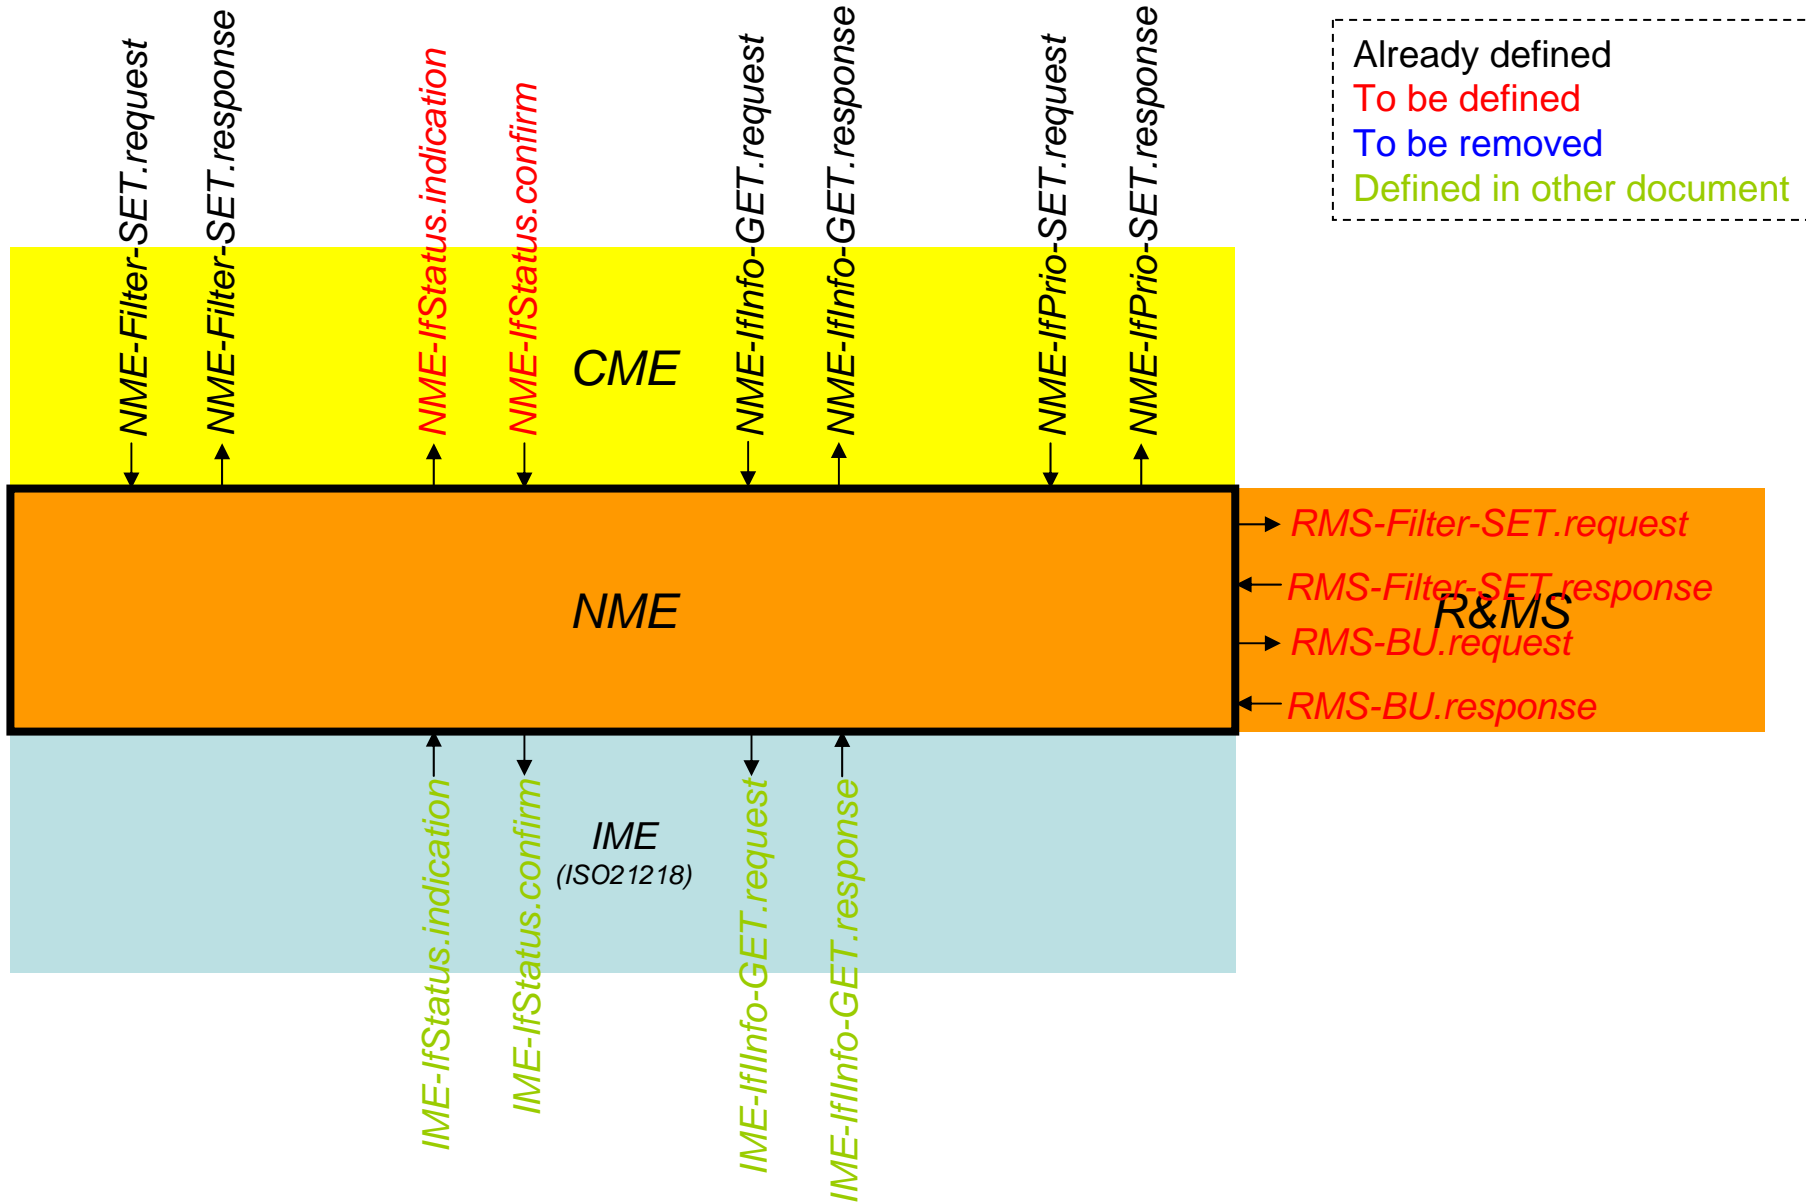 NME-Filter-SET.request
NME-Filter-SET.response
NME-IfStatus.indication
NME-IfStatus.confirm
NME-IfInfo-GET.request
NME-IfInfo-GET.response
NME-IfPrio-SET.request
NME-IfPrio-SET.response
Already defined
To be defined
To be removed
Defined in other document
CME
NME
RMS-Filter-SET.request
RMS-Filter-SET.response
R&MS
RMS-BU.request
RMS-BU.response
IME
(ISO21218)
IME-IfStatus.indication
IME-IfStatus.confirm
IME-IfIInfo-GET.request
IME-IfIInfo-GET.response